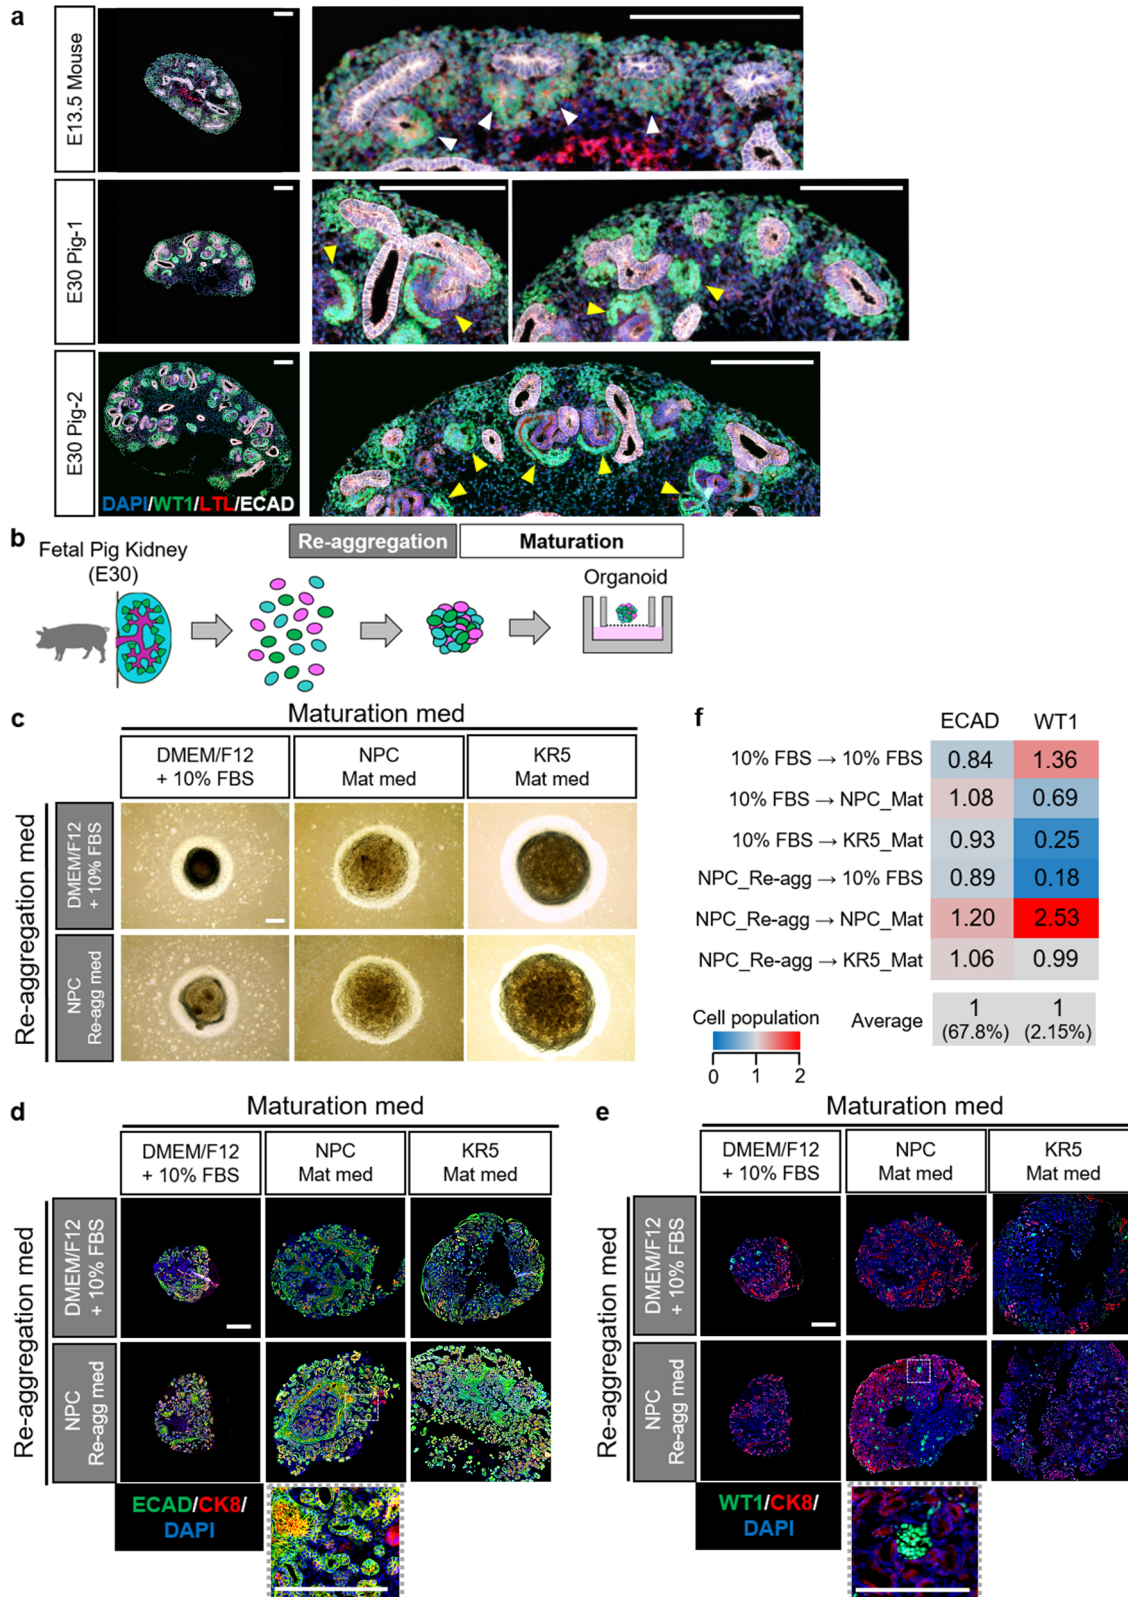 a
E13.5 Mouse
E30 Pig-1
E30 Pig-2
DAPI/WT1/LTL/ECAD
b
Fetal Pig Kidney
(E30)
Re-aggregation
Maturation
Organoid
c
Maturation med
DMEM/F12
+ 10% FBS
NPC
Mat med
KR5
Mat med
Re-aggregation med
DMEM/F12
+ 10% FBS
NPC
Re-agg med
f
ECAD WT1
10% FBS → 10% FBS 0.84 1.36
10% FBS → NPC_Mat 1.08 0.69
10% FBS → KR5_Mat 0.93 0.25
NPC_Re-agg → 10% FBS 0.89 0.18
NPC_Re-agg → NPC_Mat 1.20 2.53
NPC_Re-agg → KR5_Mat 1.06 0.99
Average 1 (67.8%) 1 (2.15%)
Cell population
0 1 2
d
Maturation med
DMEM/F12
+ 10% FBS
NPC
Mat med
KR5
Mat med
Re-aggregation med
DMEM/F12
+ 10% FBS
NPC
Re-agg med
ECAD/CK8/
DAPI
e
Maturation med
DMEM/F12
+ 10% FBS
NPC
Mat med
KR5
Mat med
Re-aggregation med
DMEM/F12
+ 10% FBS
NPC
Re-agg med
WT1/CK8/
DAPI